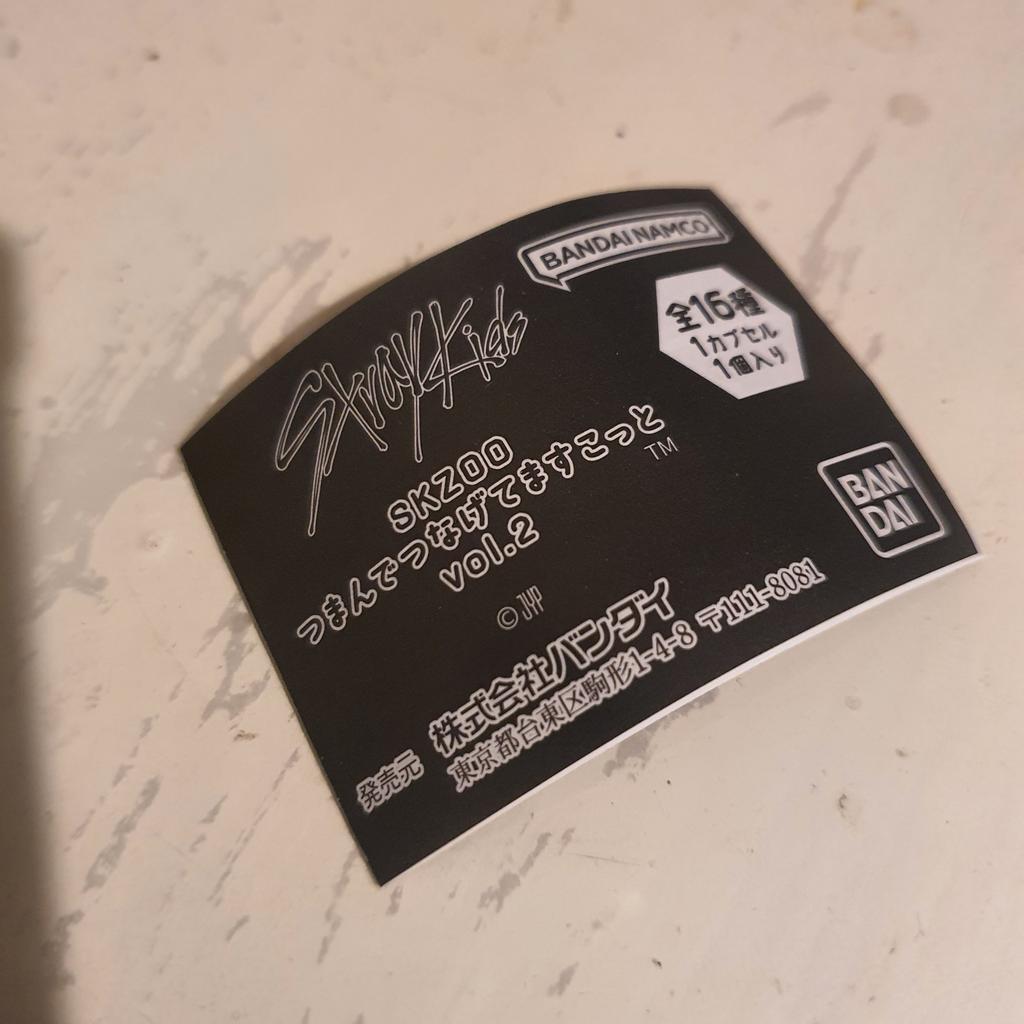 BANDAI NAMCO
Stray Kids
全16種
1カプセル
1個入り
SKZOO
つまんでつなげてますこっと
TM
vol.2
BAN
DAI
© JYP
発売元 株式会社バンダイ
東京都台東区駒形1-4-8 〒111-8081